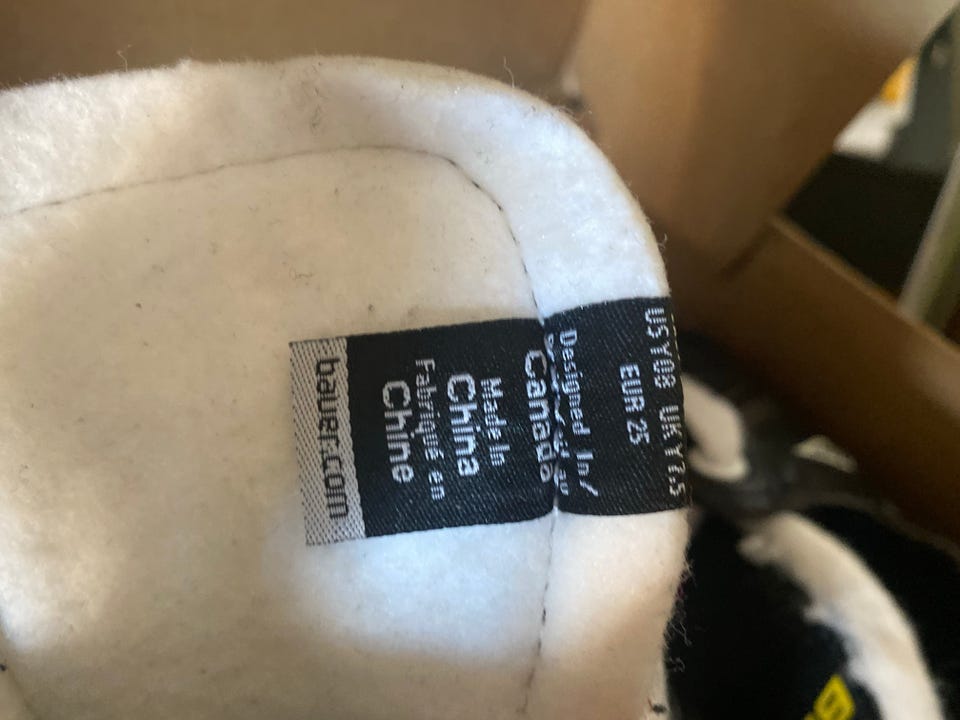 US Y08 UK Y7.5
EUR 25
Designed In/
Canada
Made In
China
Fabriqué en
Chine
bauer.com